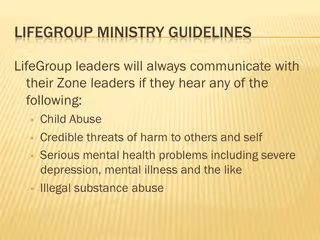 LIFEGROUP MINISTRY GUIDELINES
LifeGroup leaders will always communicate with
their Zone leaders if they hear any of the
following:
Child Abuse
Credible threats of harm to others and self
Serious mental health problems including severe
depression, mental illness and the like
Illegal substance abuse